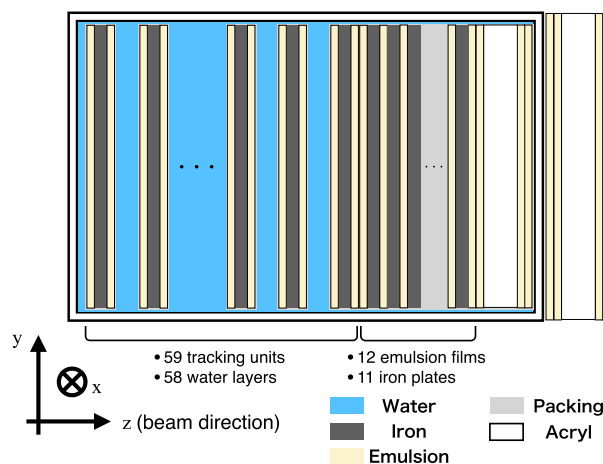 • • •
• • •
• 59 tracking units
• 58 water layers
• 12 emulsion films
• 11 iron plates
y
x
z (beam direction)
Water
Packing
Iron
Acryl
Emulsion